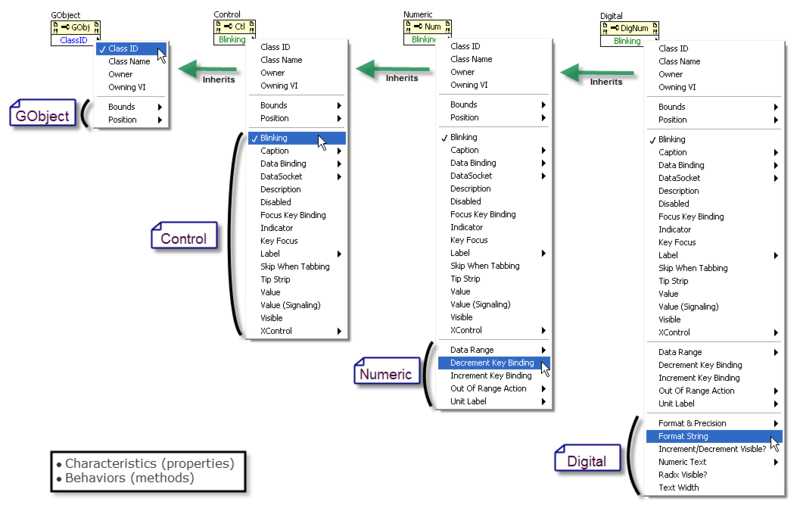 GObject
GObj
ClassID
Class ID
Class Name
Owner
Owning VI
Bounds
Position
GObject
Inherits
Control
Ctl
Blinking
Class ID
Class Name
Owner
Owning VI
Bounds
Position
Blinking
Caption
Data Binding
DataSocket
Description
Disabled
Focus Key Binding
Indicator
Key Focus
Label
Skip When Tabbing
Tip Strip
Value
Value (Signaling)
Visible
XControl
Control
Inherits
Numeric
Num
Blinking
Class ID
Class Name
Owner
Owning VI
Bounds
Position
Blinking
Caption
Data Binding
DataSocket
Description
Disabled
Focus Key Binding
Indicator
Key Focus
Label
Skip When Tabbing
Tip Strip
Value
Value (Signaling)
Visible
XControl
Data Range
Decrement Key Binding
Increment Key Binding
Out Of Range Action
Unit Label
Numeric
Inherits
Digital
DigNum
Blinking
Class ID
Class Name
Owner
Owning VI
Bounds
Position
Blinking
Caption
Data Binding
DataSocket
Description
Disabled
Focus Key Binding
Indicator
Key Focus
Label
Skip When Tabbing
Tip Strip
Value
Value (Signaling)
Visible
XControl
Data Range
Decrement Key Binding
Increment Key Binding
Out Of Range Action
Unit Label
Format & Precision
Format String
Increment/Decrement Visible?
Numeric Text
Radix Visible?
Text Width
Digital
• Characteristics (properties)
• Behaviors (methods)